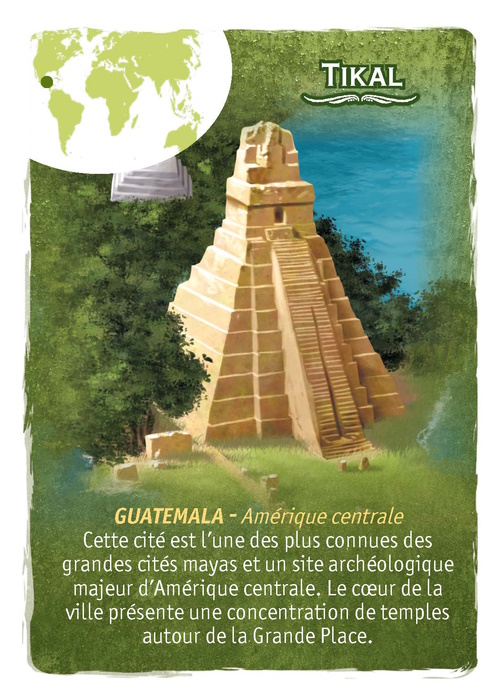 TIKAL
GUATEMALA - Amérique centrale
Cette cité est l'une des plus connues des
grandes cités mayas et un site archéologique
majeur d'Amérique centrale. Le cœur de la
ville présente une concentration de temples
autour de la Grande Place.